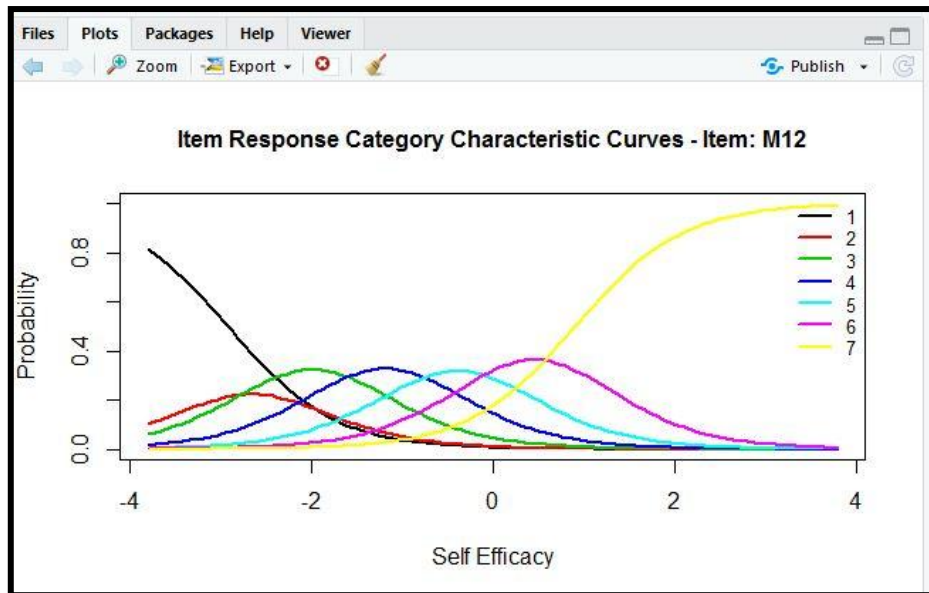 Files Plots Packages Help Viewer
Zoom Export Publish
Item Response Category Characteristic Curves - Item: M12
Probability
0.0 0.4 0.8
1
2
3
4
5
6
7
-4 -2 0 2 4
Self Efficacy